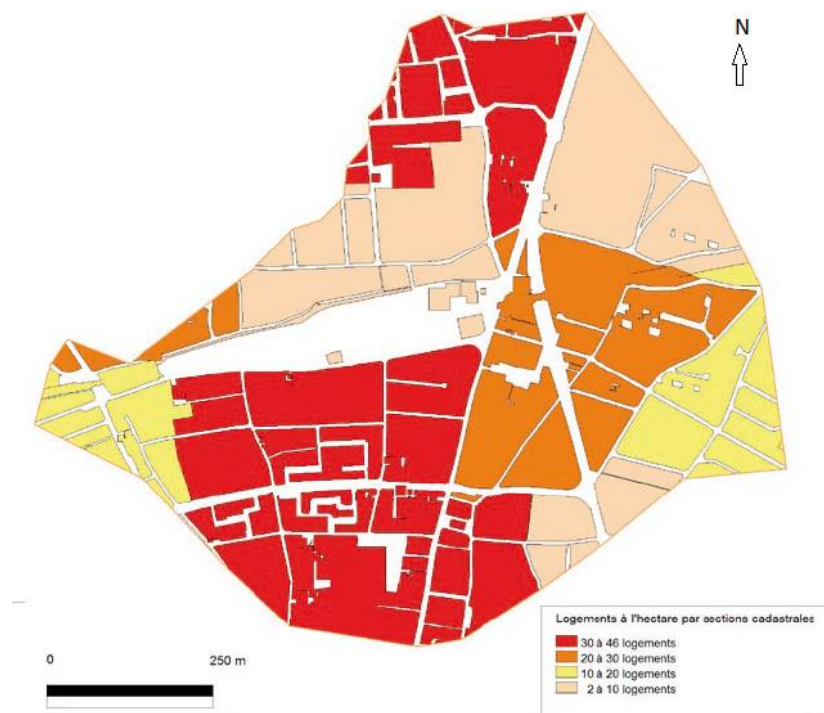 N
0 250 m
Logements à l'hectare par sections cadastrales
30 à 46 logements
20 à 30 logements
10 à 20 logements
2 à 10 logements